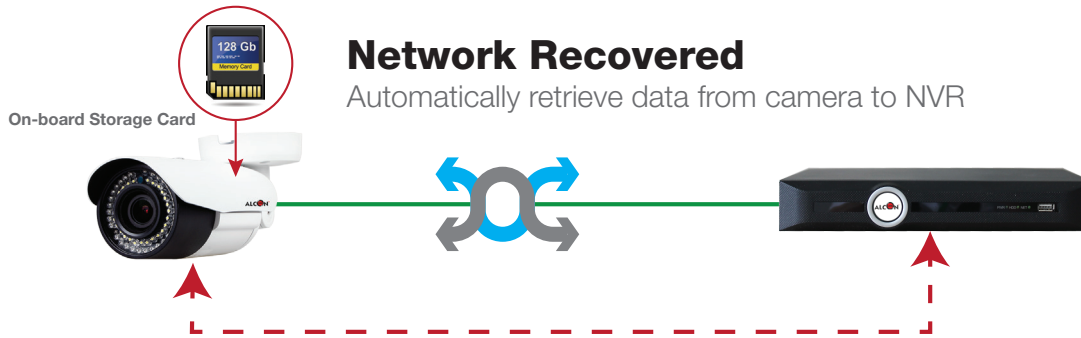 128 Gb
Memory Card
Network Recovered
Automatically retrieve data from camera to NVR
On-board Storage Card
ALCON
ALCON